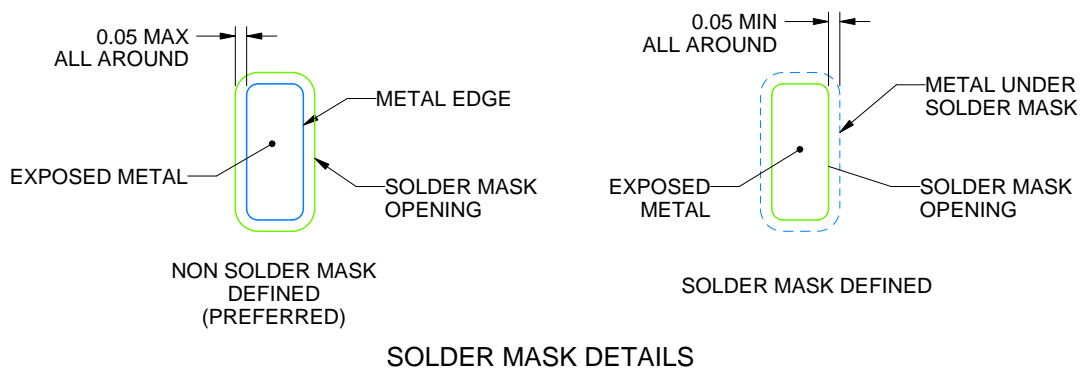 0.05 MAX
ALL AROUND
METAL EDGE
EXPOSED METAL
SOLDER MASK
OPENING
NON SOLDER MASK
DEFINED
(PREFERRED)
0.05 MIN
ALL AROUND
METAL UNDER
SOLDER MASK
EXPOSED
METAL
SOLDER MASK
OPENING
SOLDER MASK DEFINED
SOLDER MASK DETAILS